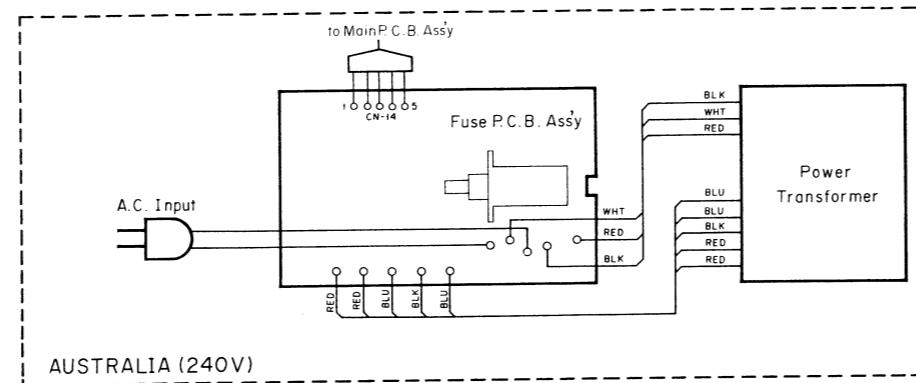 to Main P.C.B. Ass'y
1 5
CN-14
Fuse P.C.B. Ass'y
A.C. Input
BLK
WHT
RED
Power
Transformer
BLU
BLU
BLK
RED
RED
WHT
RED
BLK
RED
RED
BLU
BLK
BLU
AUSTRALIA (240V)